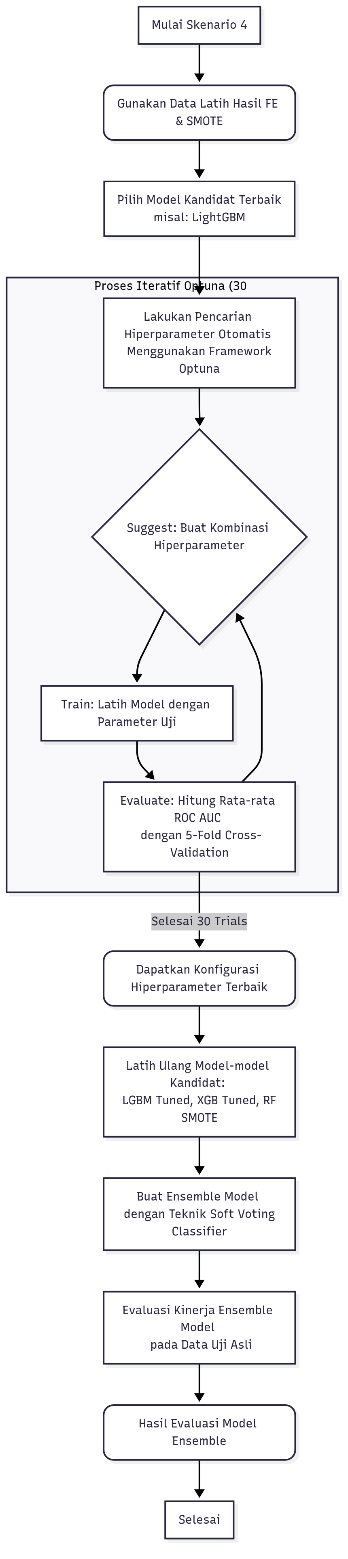 Mulai Skenario 4
Gunakan Data Latih Hasil FE
& SMOTE
Pilih Model Kandidat Terbaik
misal: LightGBM
Proses Iteratif Optuna (30
Lakukan Pencarian
Hiperparameter Otomatis
Menggunakan Framework
Optuna
Suggest: Buat Kombinasi
Hiperparameter
Train: Latih Model dengan
Parameter Uji
Evaluate: Hitung Rata-rata
ROC AUC
dengan 5-Fold Cross-
Validation
Selesai 30 Trials
Dapatkan Konfigurasi
Hiperparameter Terbaik
Latih Ulang Model-model
Kandidat:
LGBM Tuned, XGB Tuned, RF
SMOTE
Buat Ensemble Model
dengan Teknik Soft Voting
Classifier
Evaluasi Kinerja Ensemble
Model
pada Data Uji Asli
Hasil Evaluasi Model
Ensemble
Selesai